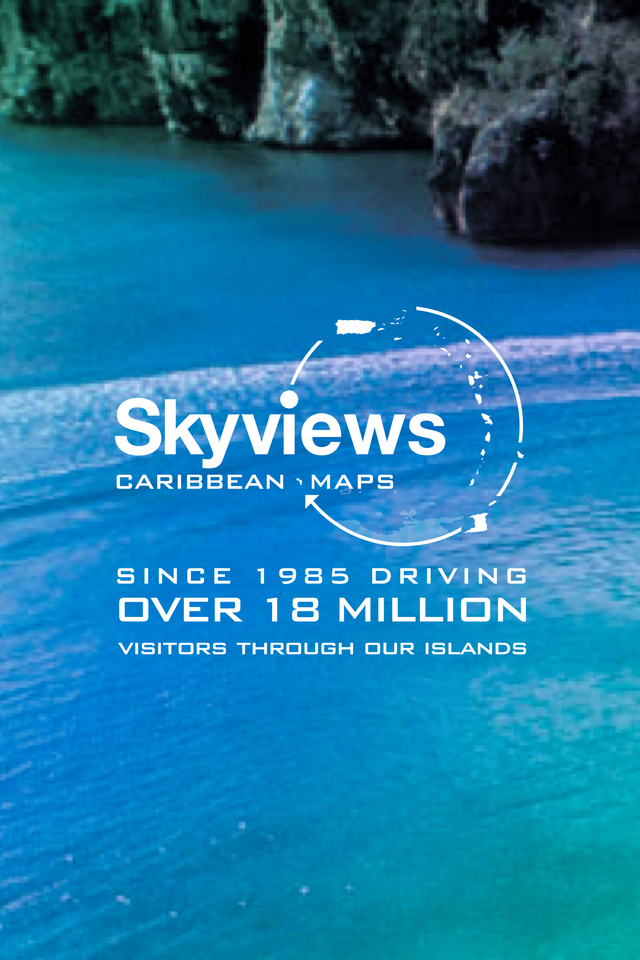 Skyviews
CARIBBEAN MAPS
SINCE 1985 DRIVING
OVER 18 MILLION
VISITORS THROUGH OUR ISLANDS